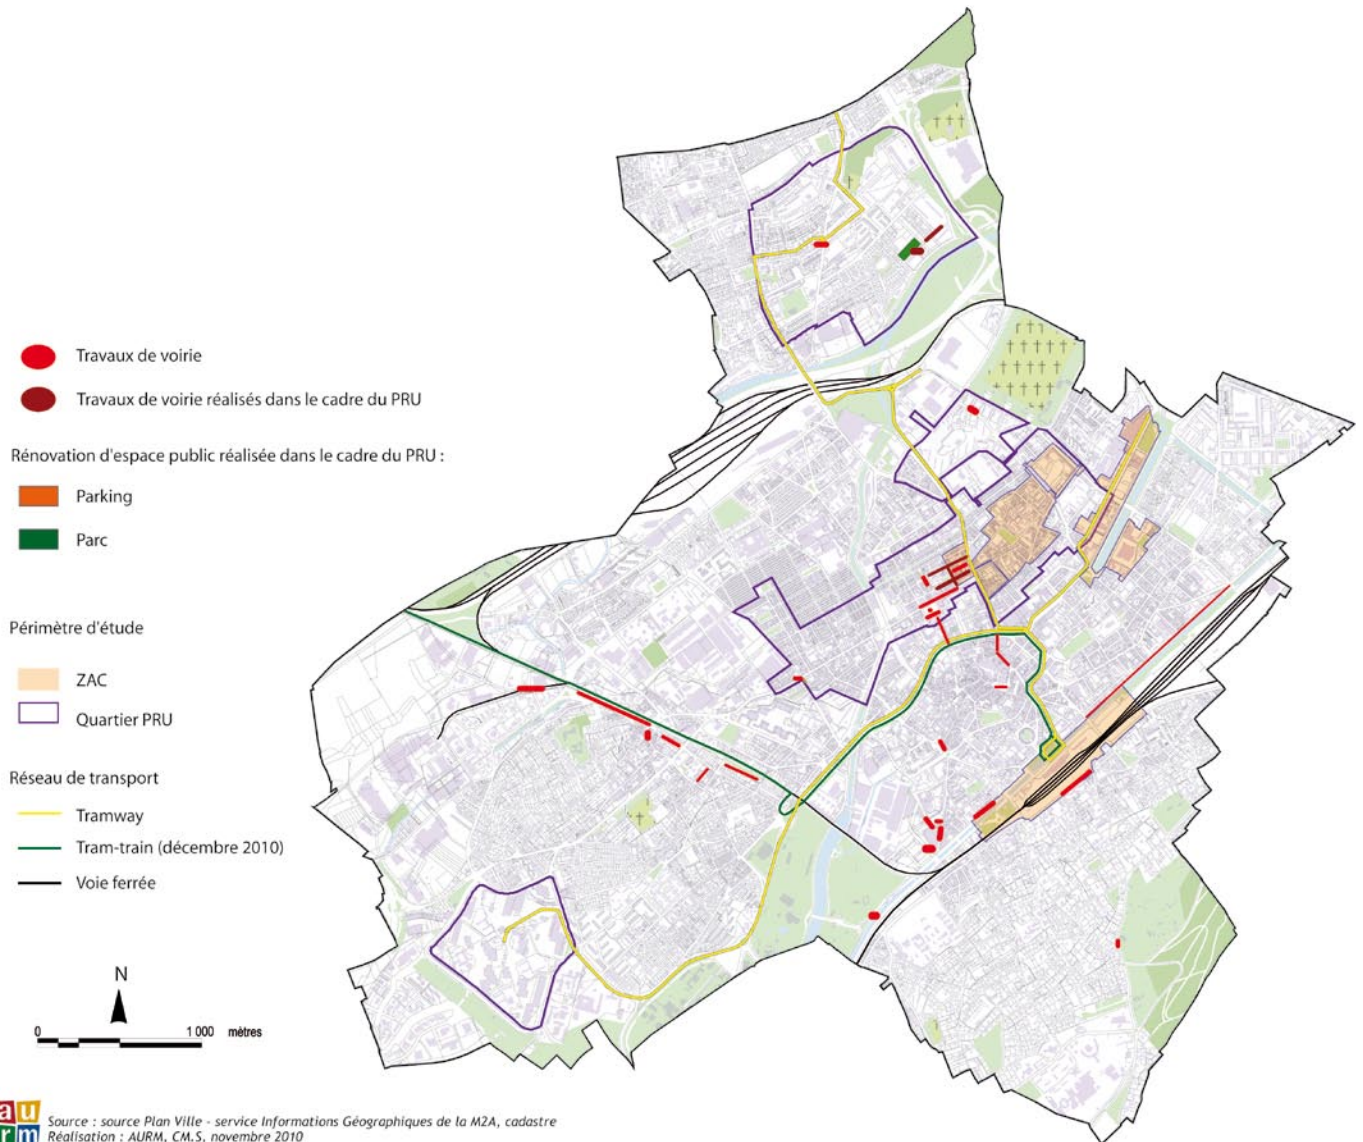 Travaux de voirie
Travaux de voirie réalisés dans le cadre du PRU
Rénovation d'espace public réalisée dans le cadre du PRU :
Parking
Parc
Périmètre d'étude
ZAC
Quartier PRU
Réseau de transport
Tramway
Tram-train (décembre 2010)
Voie ferrée
N
0 1 000 mètres
au
rm
Source : source Plan Ville - service Informations Géographiques de la M2A, cadastre
Réalisation : AURM, CM.S, novembre 2010